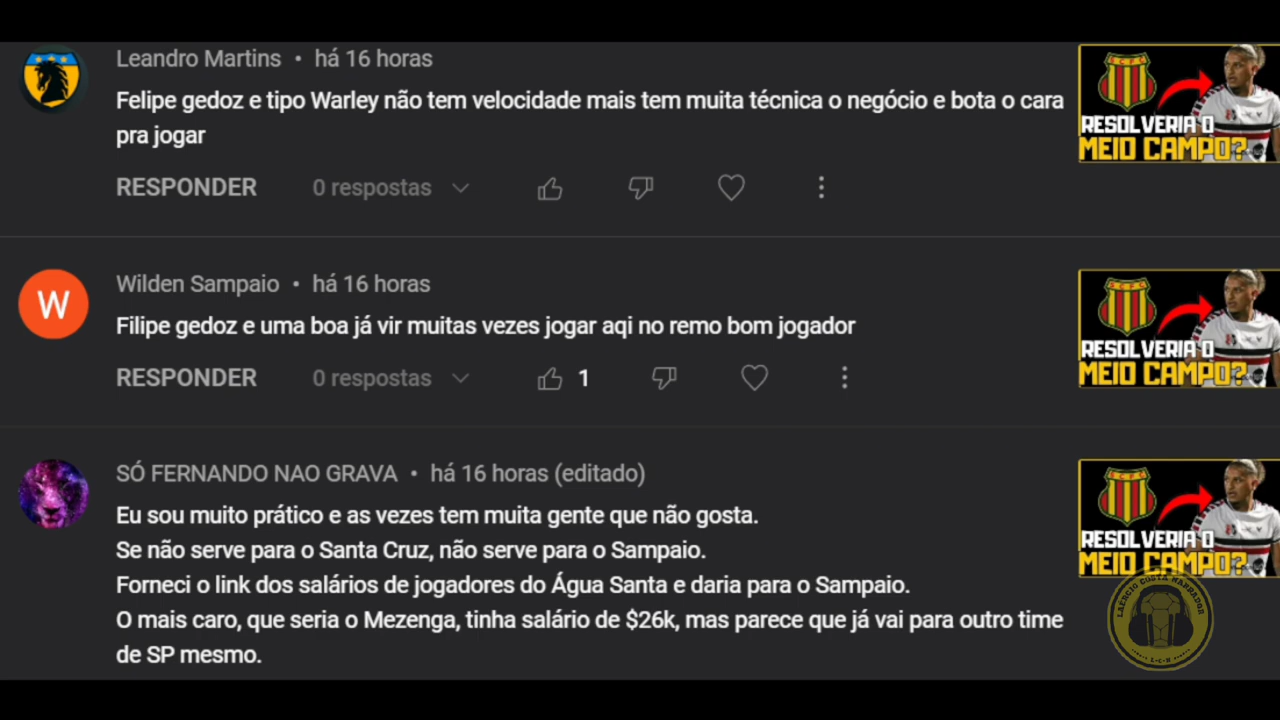 Leandro Martins • há 16 horas
Felipe gedoz e tipo Warley não tem velocidade mais tem muita técnica o negócio e bota o cara
pra jogar
RESPONDER 0 respostas
SCFC
RESOLVERIA O
MEIO CAMPO?
W
Wilden Sampaio • há 16 horas
Filipe gedoz e uma boa já vir muitas vezes jogar aqi no remo bom jogador
RESPONDER 0 respostas 1
SCFC
RESOLVERIA O
MEIO CAMPO?
SÓ FERNANDO NAO GRAVA • há 16 horas (editado)
Eu sou muito prático e as vezes tem muita gente que não gosta.
Se não serve para o Santa Cruz, não serve para o Sampaio.
Forneci o link dos salários de jogadores do Água Santa e daria para o Sampaio.
O mais caro, que seria o Mezenga, tinha salário de $26k, mas parece que já vai para outro time
de SP mesmo.
SCFC
RESOLVERIA O
MEIO CAMPO?
LAÉRCIO COSTA NARRADOR
L-C-N